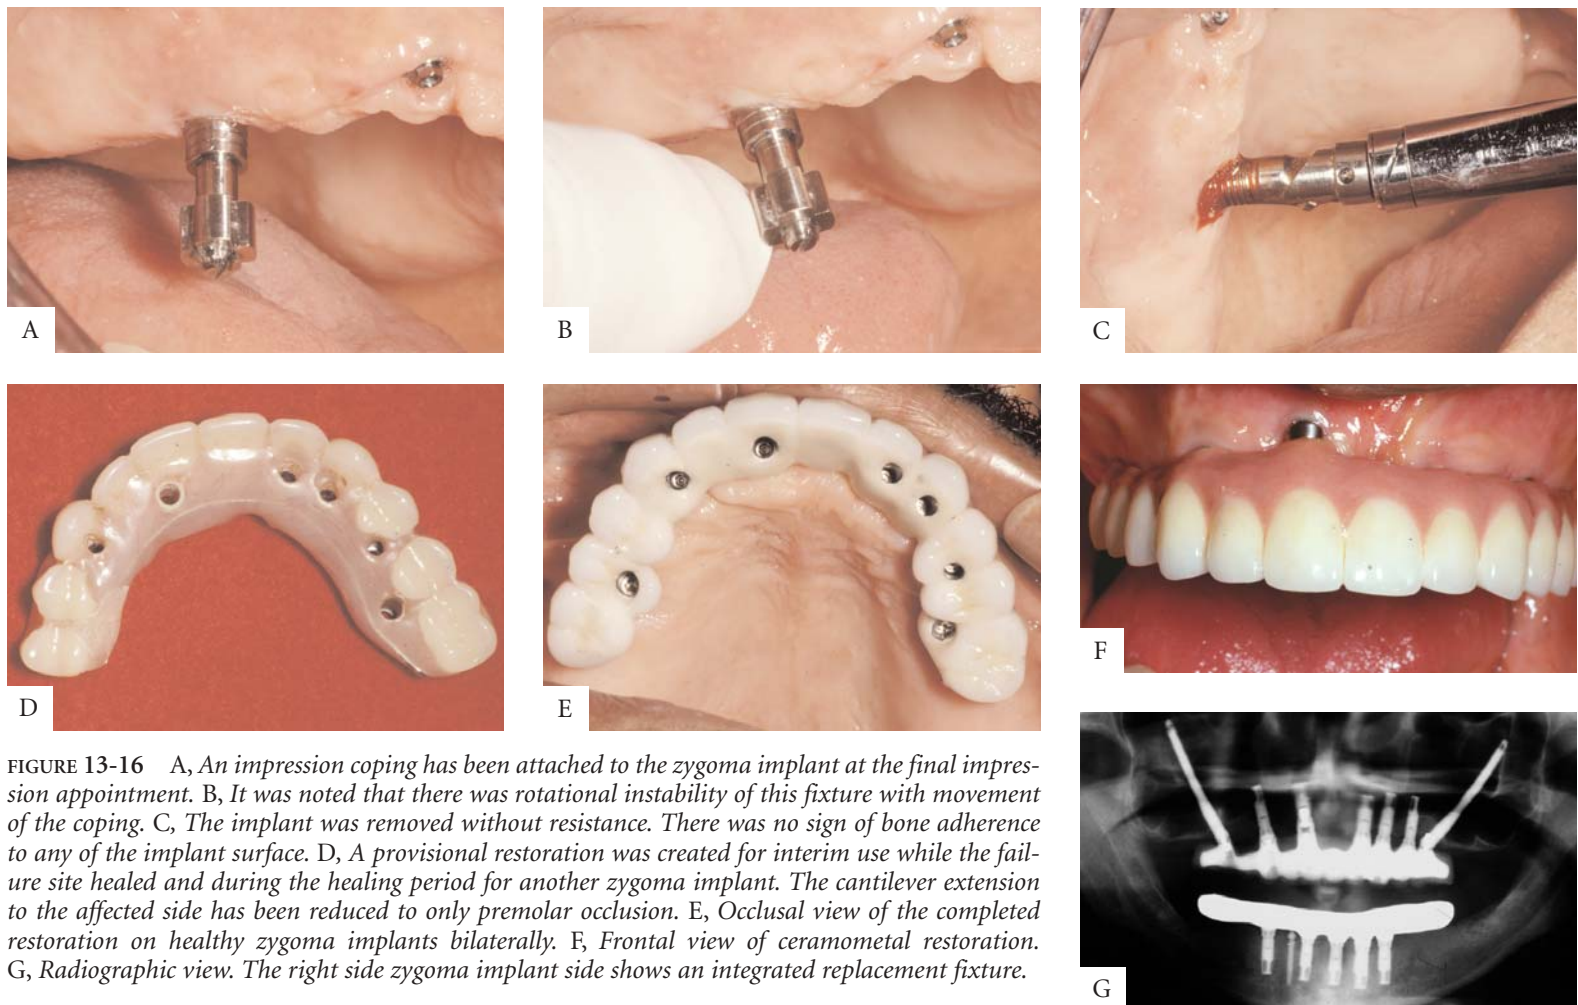 A
B
C
D
E
F
G
FIGURE 13-16 A, An impression coping has been attached to the zygoma implant at the final impres-
sion appointment. B, It was noted that there was rotational instability of this fixture with movement
of the coping. C, The implant was removed without resistance. There was no sign of bone adherence
to any of the implant surface. D, A provisional restoration was created for interim use while the fail-
ure site healed and during the healing period for another zygoma implant. The cantilever extension
to the affected side has been reduced to only premolar occlusion. E, Occlusal view of the completed
restoration on healthy zygoma implants bilaterally. F, Frontal view of ceramometal restoration.
G, Radiographic view. The right side zygoma implant side shows an integrated replacement fixture.